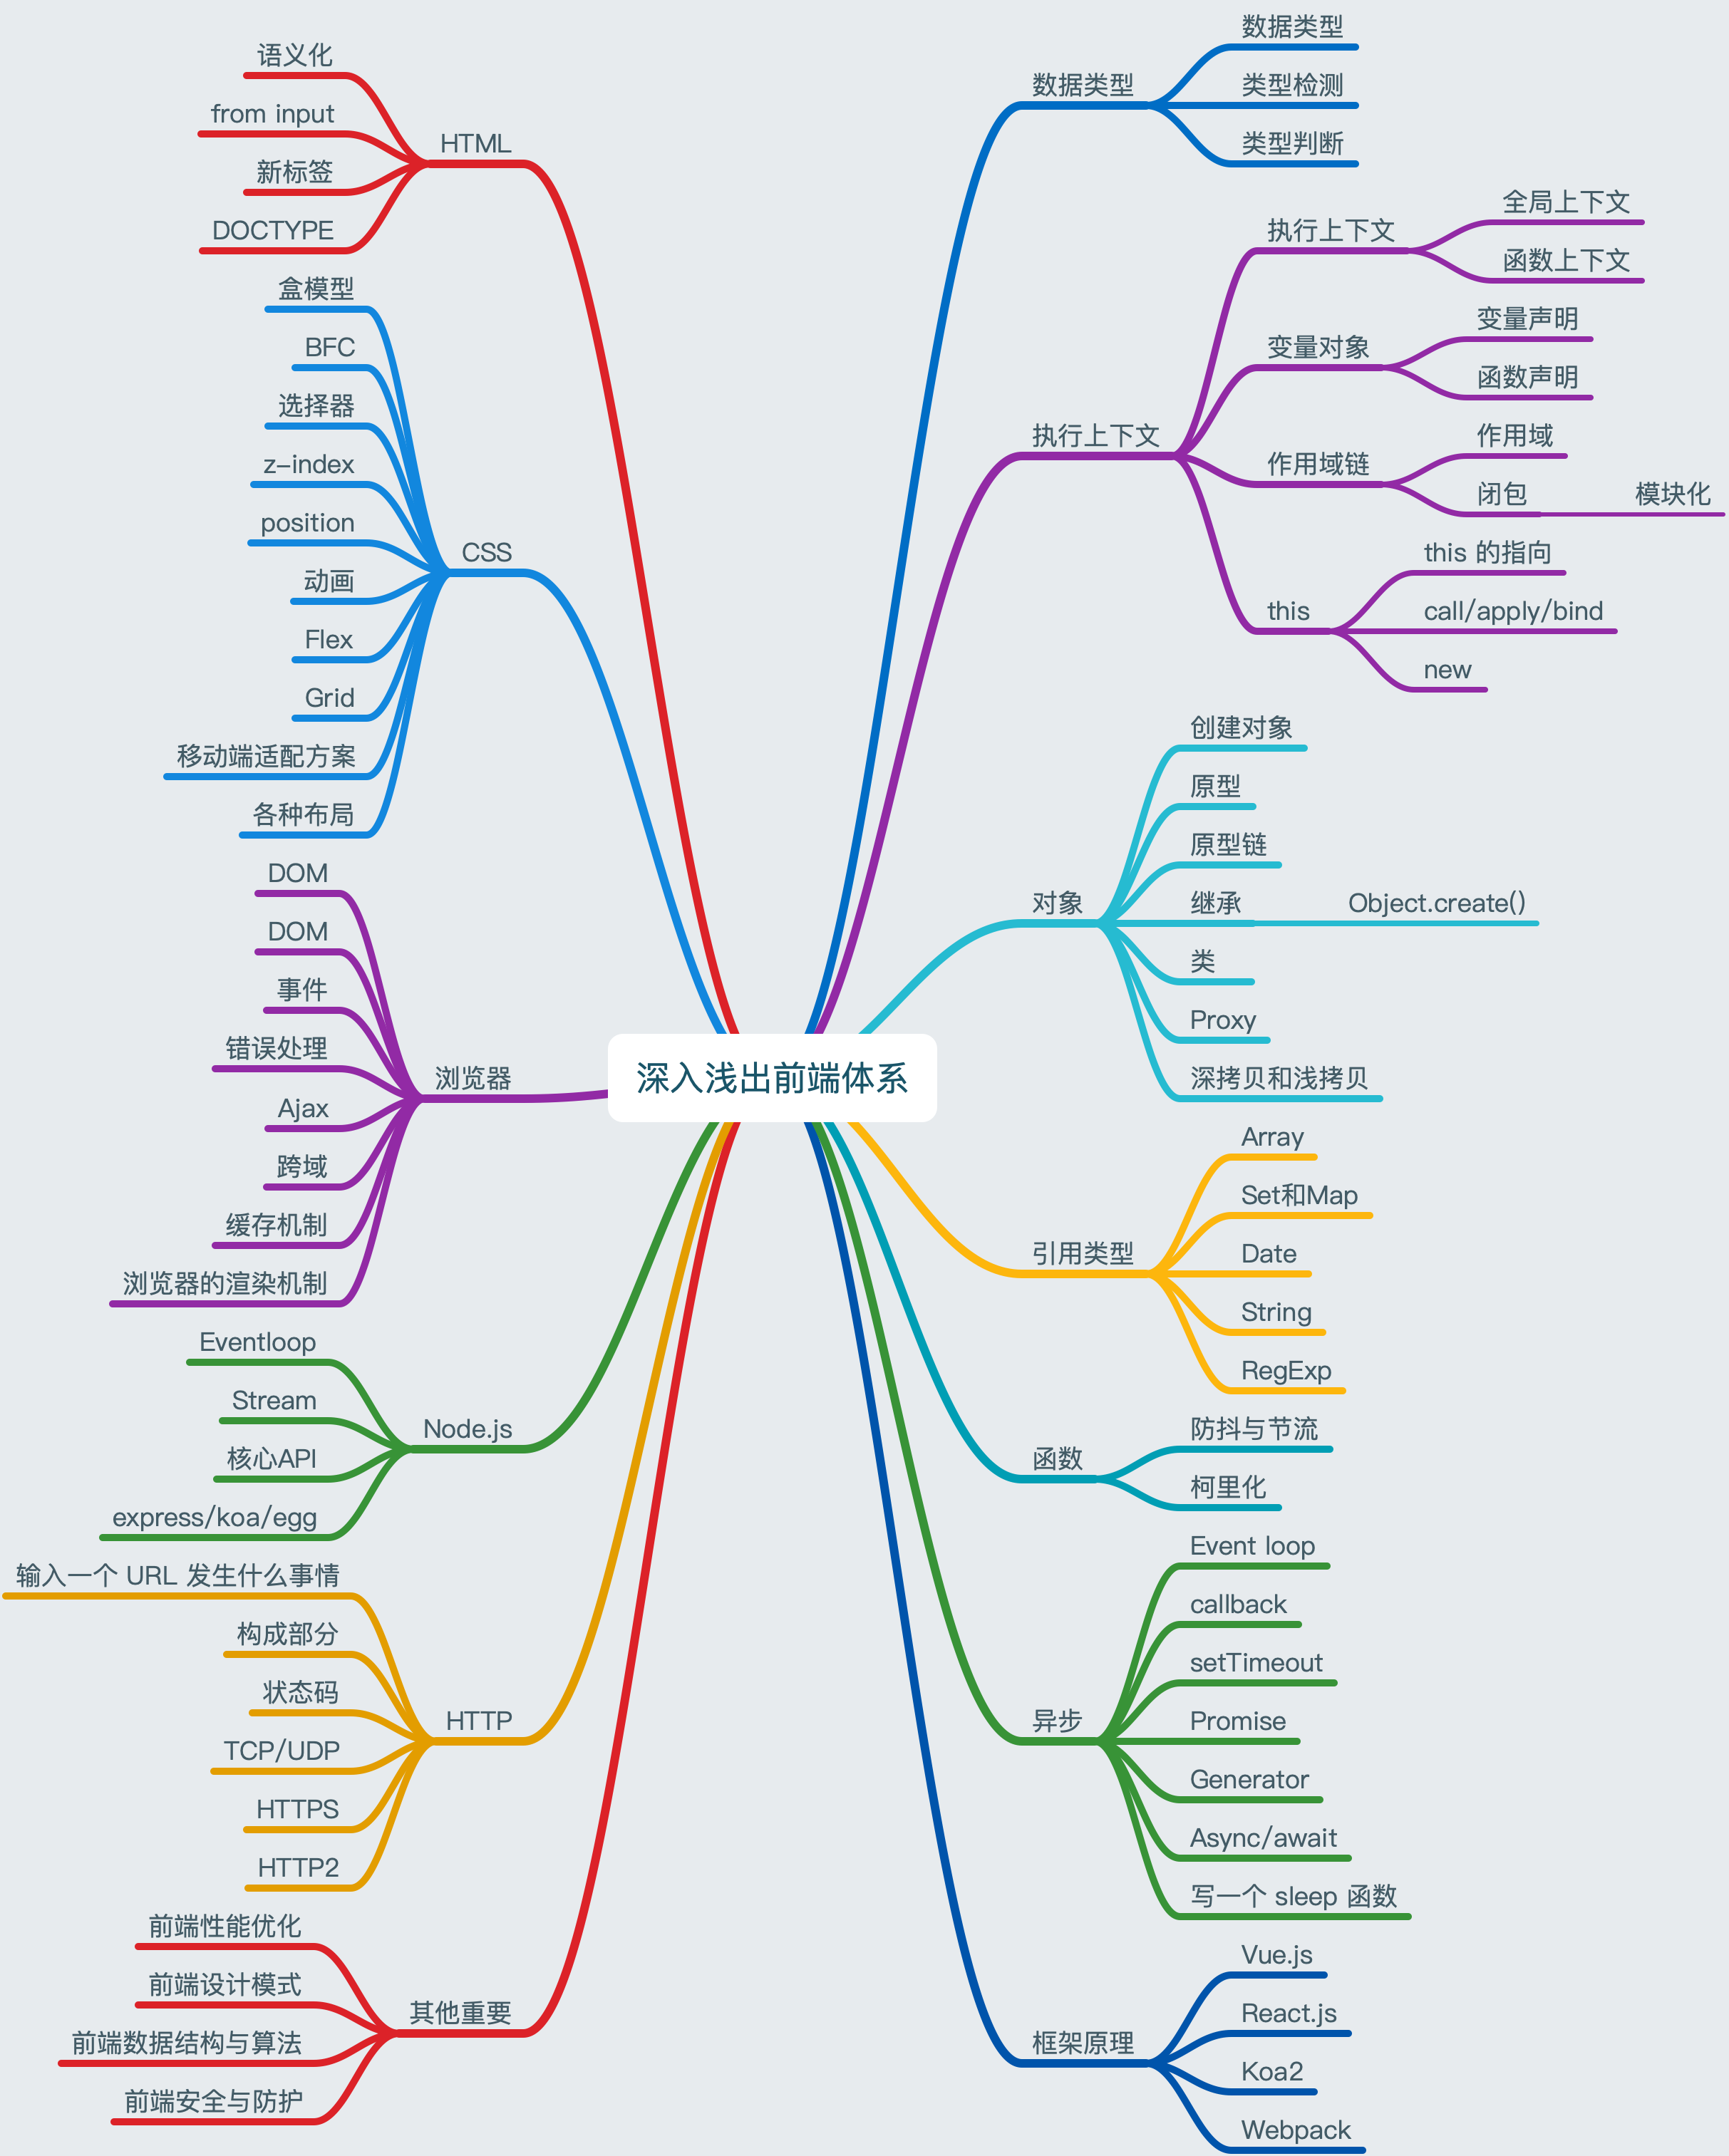 深入浅出前端体系
数据类型
数据类型
类型检测
类型判断
执行上下文
执行上下文
全局上下文
函数上下文
变量对象
变量声明
函数声明
作用域链
作用域
闭包
模块化
this
this 的指向
call/apply/bind
new
对象
创建对象
原型
原型链
继承
Object.create()
类
Proxy
深拷贝和浅拷贝
引用类型
Array
Set和Map
Date
String
RegExp
函数
防抖与节流
柯里化
异步
Event loop
callback
setTimeout
Promise
Generator
Async/await
写一个 sleep 函数
框架原理
Vue.js
React.js
Koa2
Webpack
HTML
语义化
from input
新标签
DOCTYPE
CSS
盒模型
BFC
选择器
z-index
position
动画
Flex
Grid
移动端适配方案
各种布局
浏览器
DOM
DOM
事件
错误处理
Ajax
跨域
缓存机制
浏览器的渲染机制
Node.js
Eventloop
Stream
核心API
express/koa/egg
HTTP
输入一个 URL 发生什么事情
构成部分
状态码
TCP/UDP
HTTPS
HTTP2
其他重要
前端性能优化
前端设计模式
前端数据结构与算法
前端安全与防护